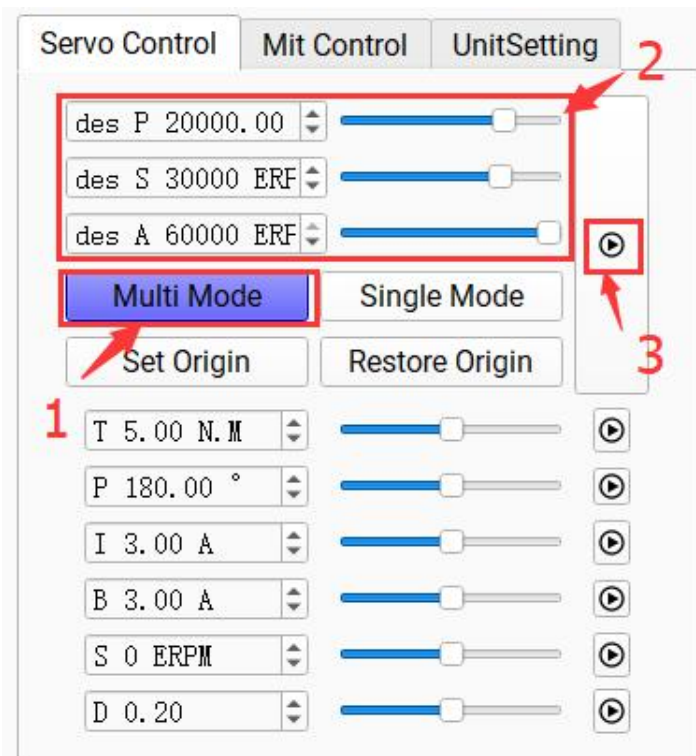 Servo Control Mit Control UnitSetting
2
des P 20000.00
des S 30000 ERF
des A 60000 ERF
Multi Mode Single Mode
3
Set Origin Restore Origin
1
T 5.00 N.M
P 180.00 °
I 3.00 A
B 3.00 A
S 0 ERPM
D 0.20